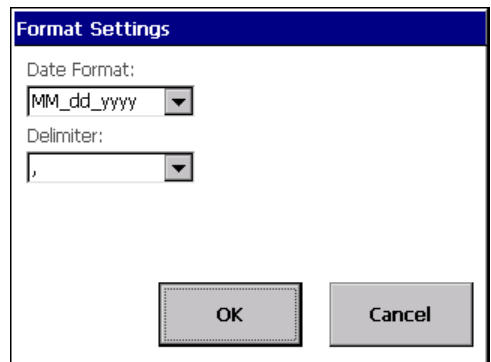 Format Settings
Date Format:
MM_dd_yyyy
Delimiter:
,
OK
Cancel